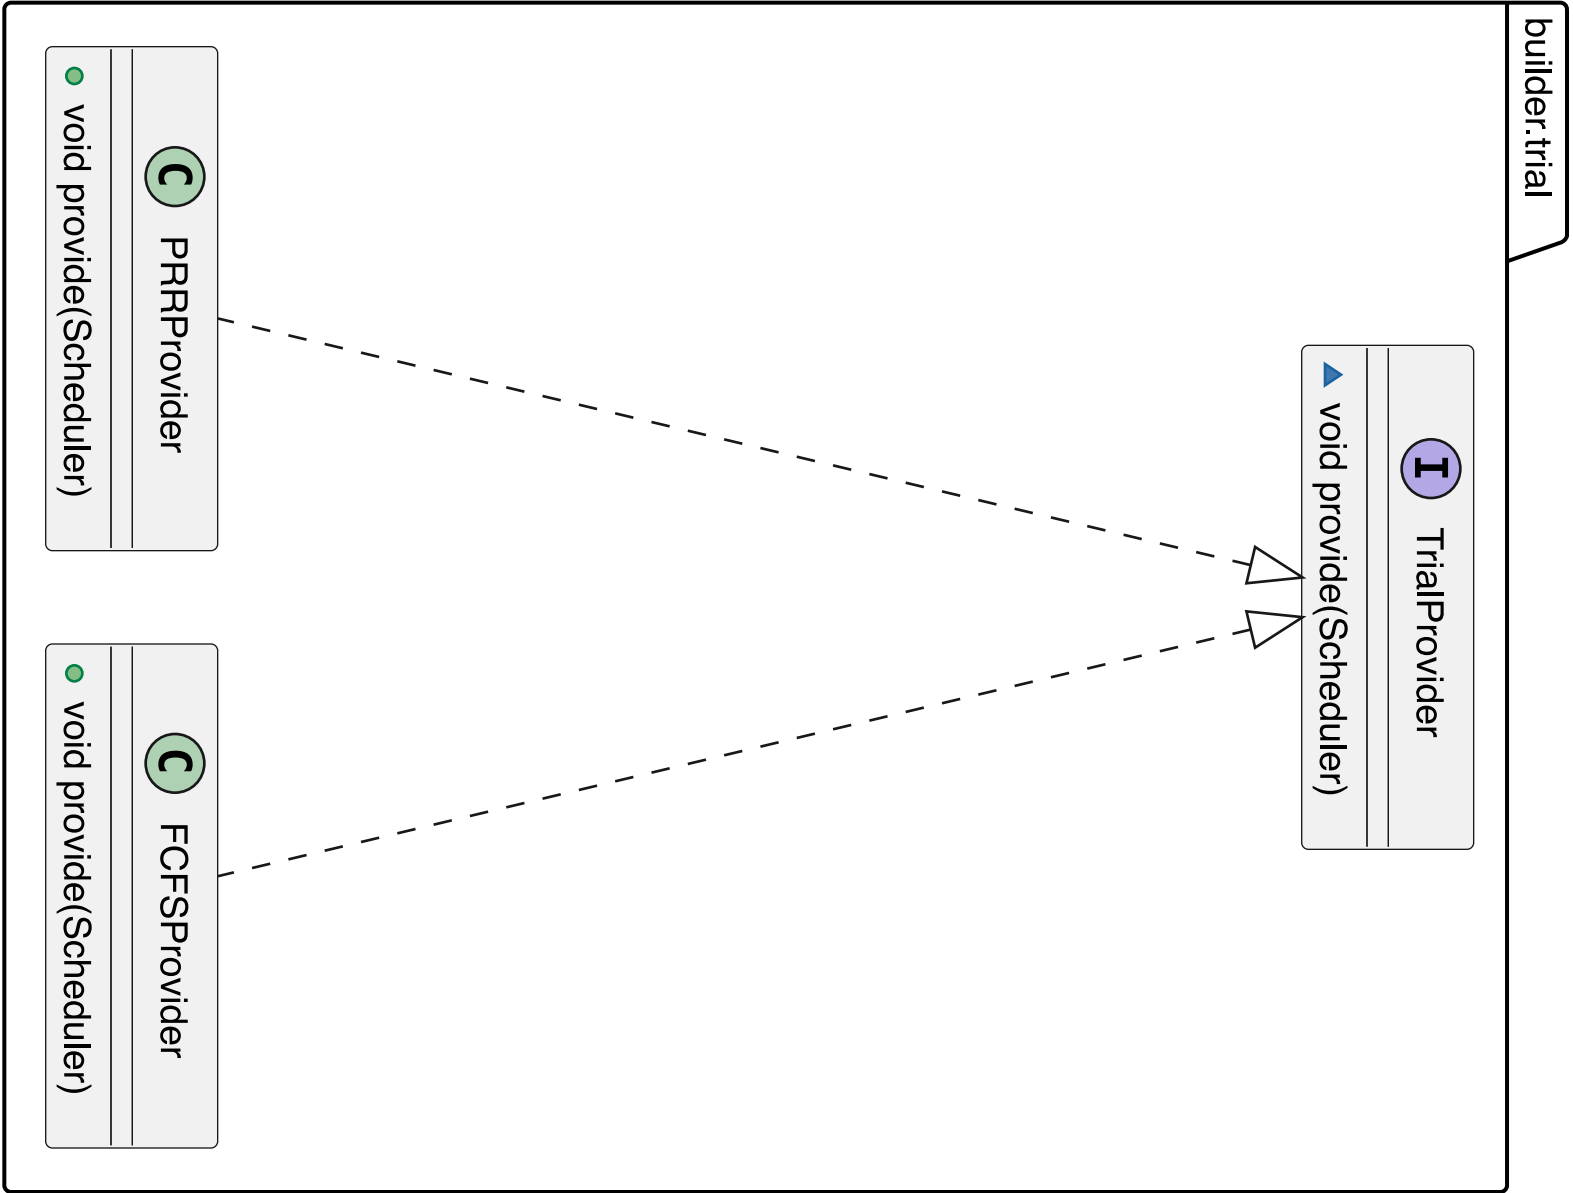 builder.trial
I TrialProvider
void provide(Scheduler)
C PRRProvider
void provide(Scheduler)
C FCFSProvider
void provide(Scheduler)